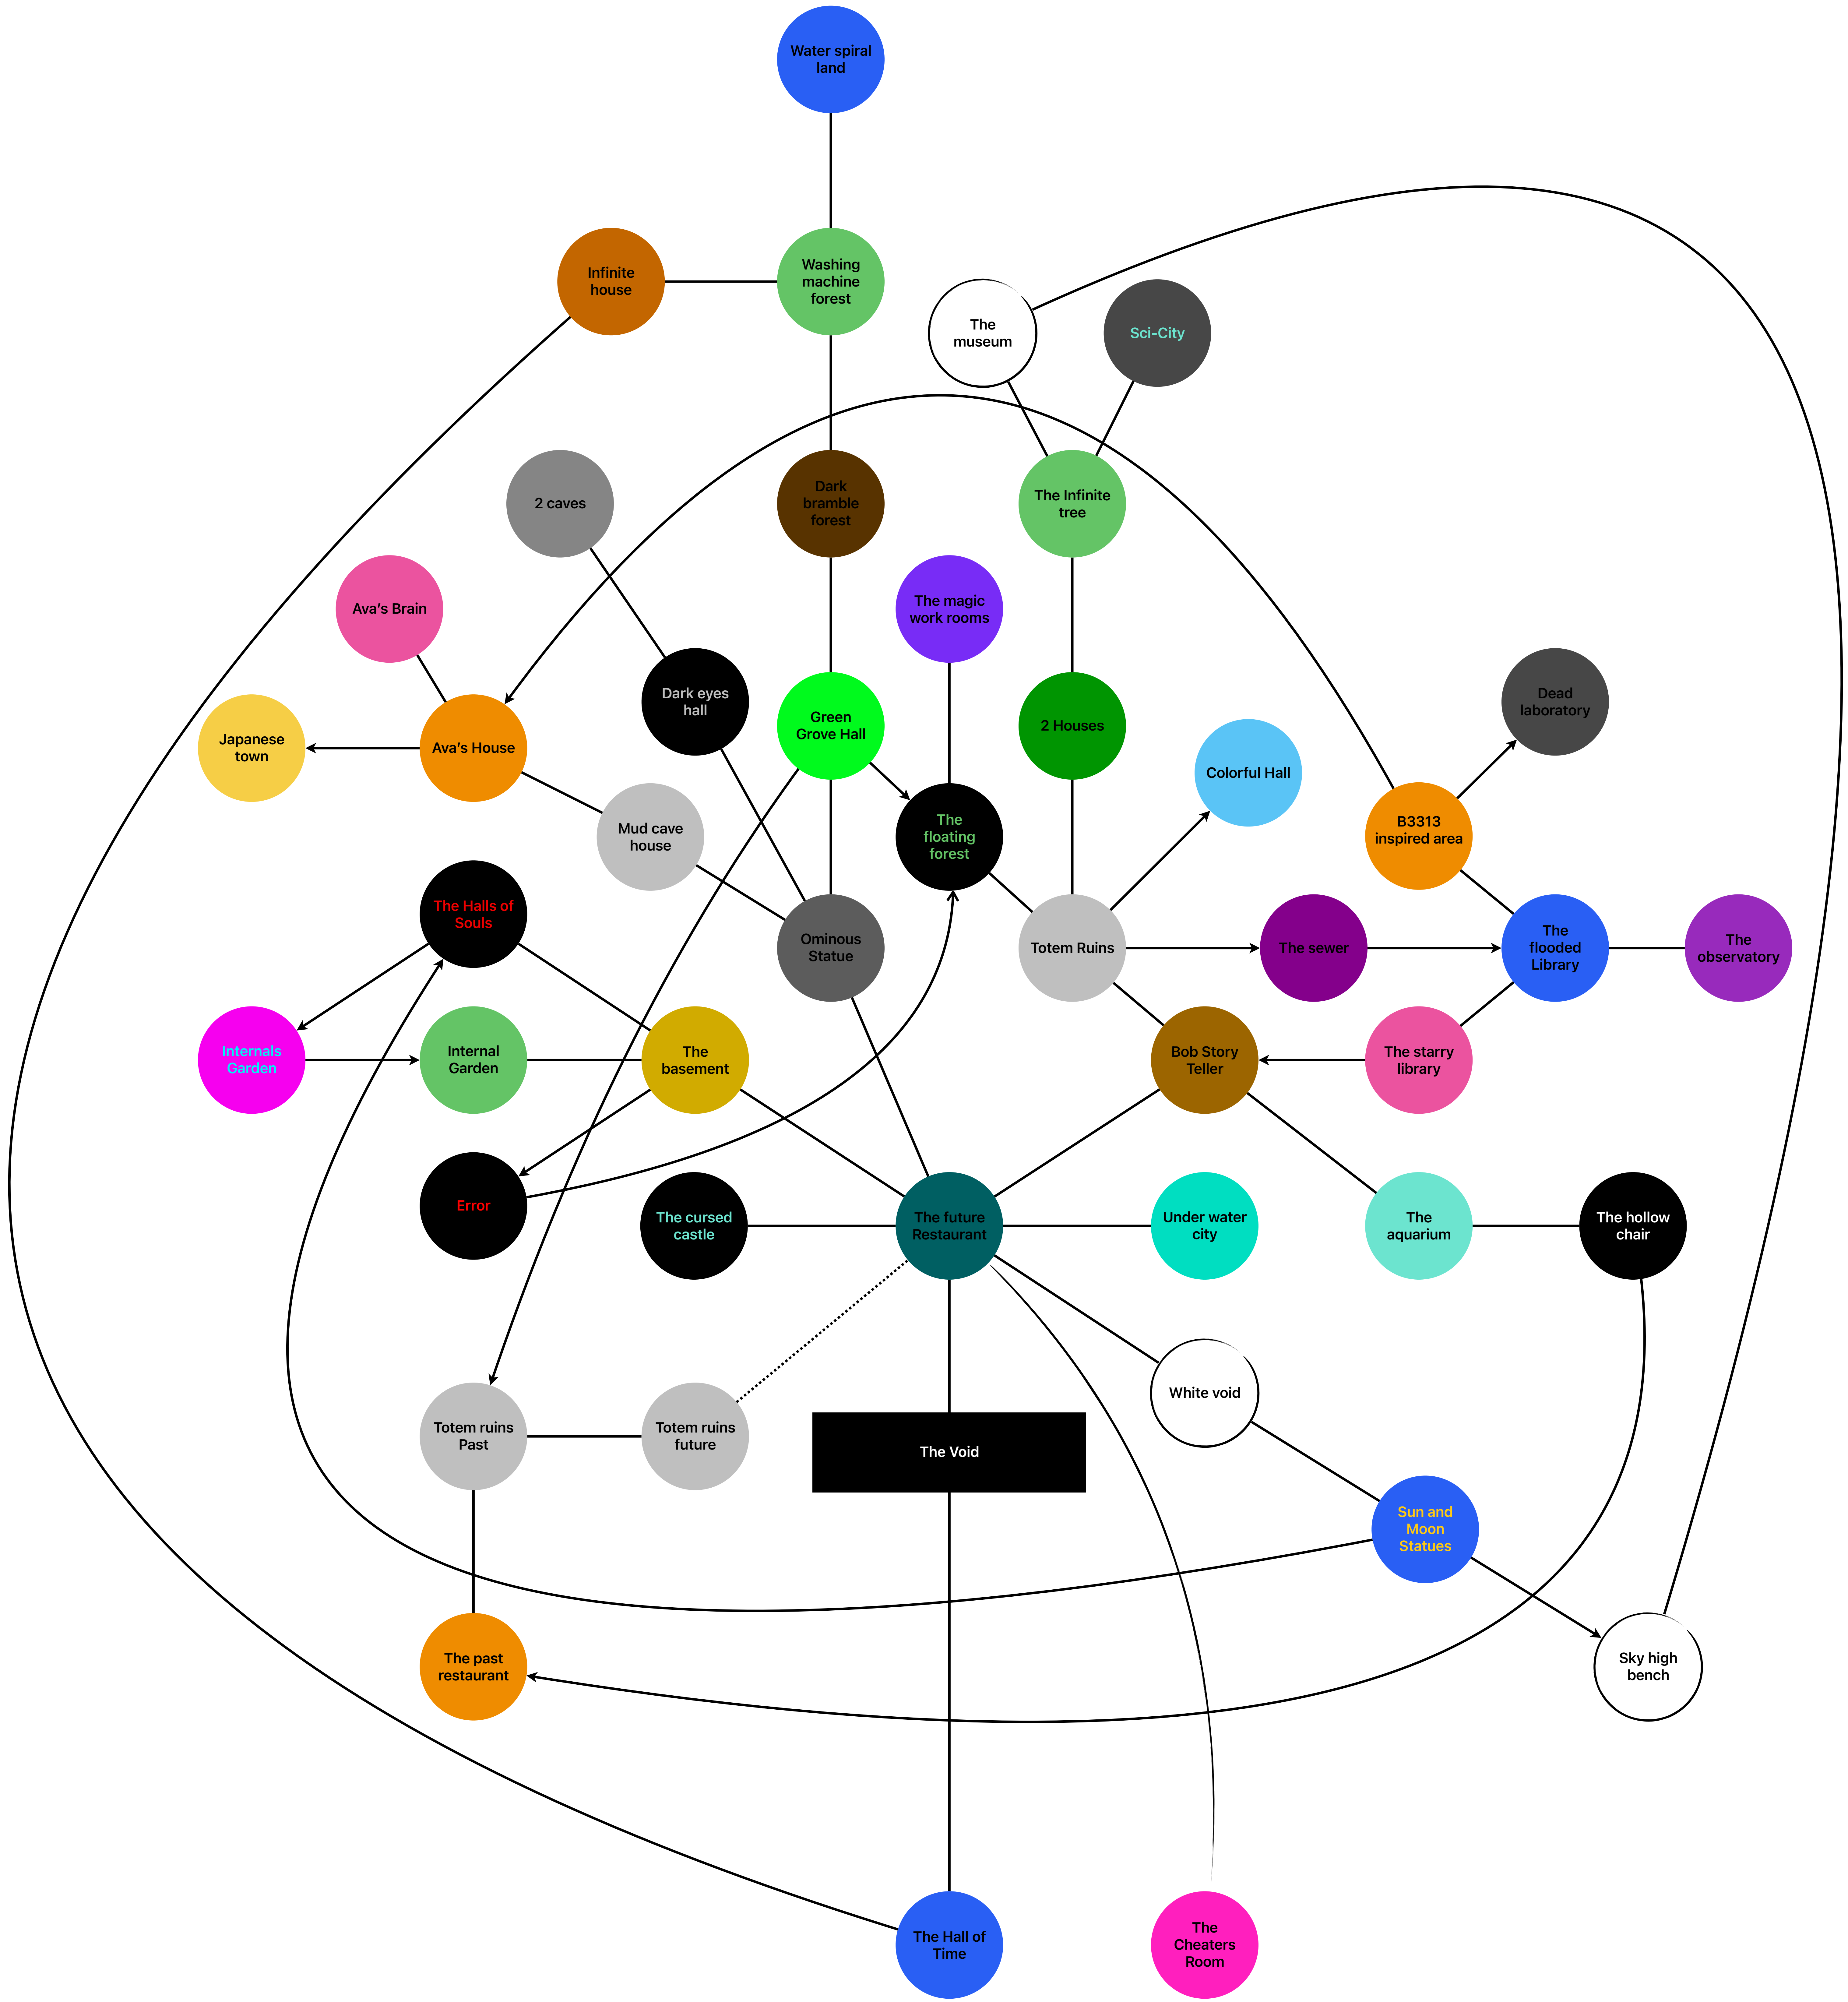 Water spiral
land
Infinite
house
Washing
machine
forest
The
museum
Sci-City
2 caves
Dark
bramble
forest
The Infinite
tree
Ava's Brain
The magic
work rooms
Dark eyes
hall
Dead
laboratory
Japanese
town
Ava's House
Green
Grove Hall
2 Houses
Colorful Hall
Mud cave
house
The
floating
forest
B3313
inspired area
The Halls of
Souls
Ominous
Statue
Totem Ruins
The sewer
The
flooded
Library
The
observatory
Internals
Garden
Internal
Garden
The
basement
Bob Story
Teller
The starry
library
Error
The cursed
castle
The future
Restaurant
Under water
city
The
aquarium
The hollow
chair
White void
Totem ruins
Past
Totem ruins
future
The Void
Sun and
Moon
Statues
The past
restaurant
Sky high
bench
The Hall of
Time
The
Cheaters
Room